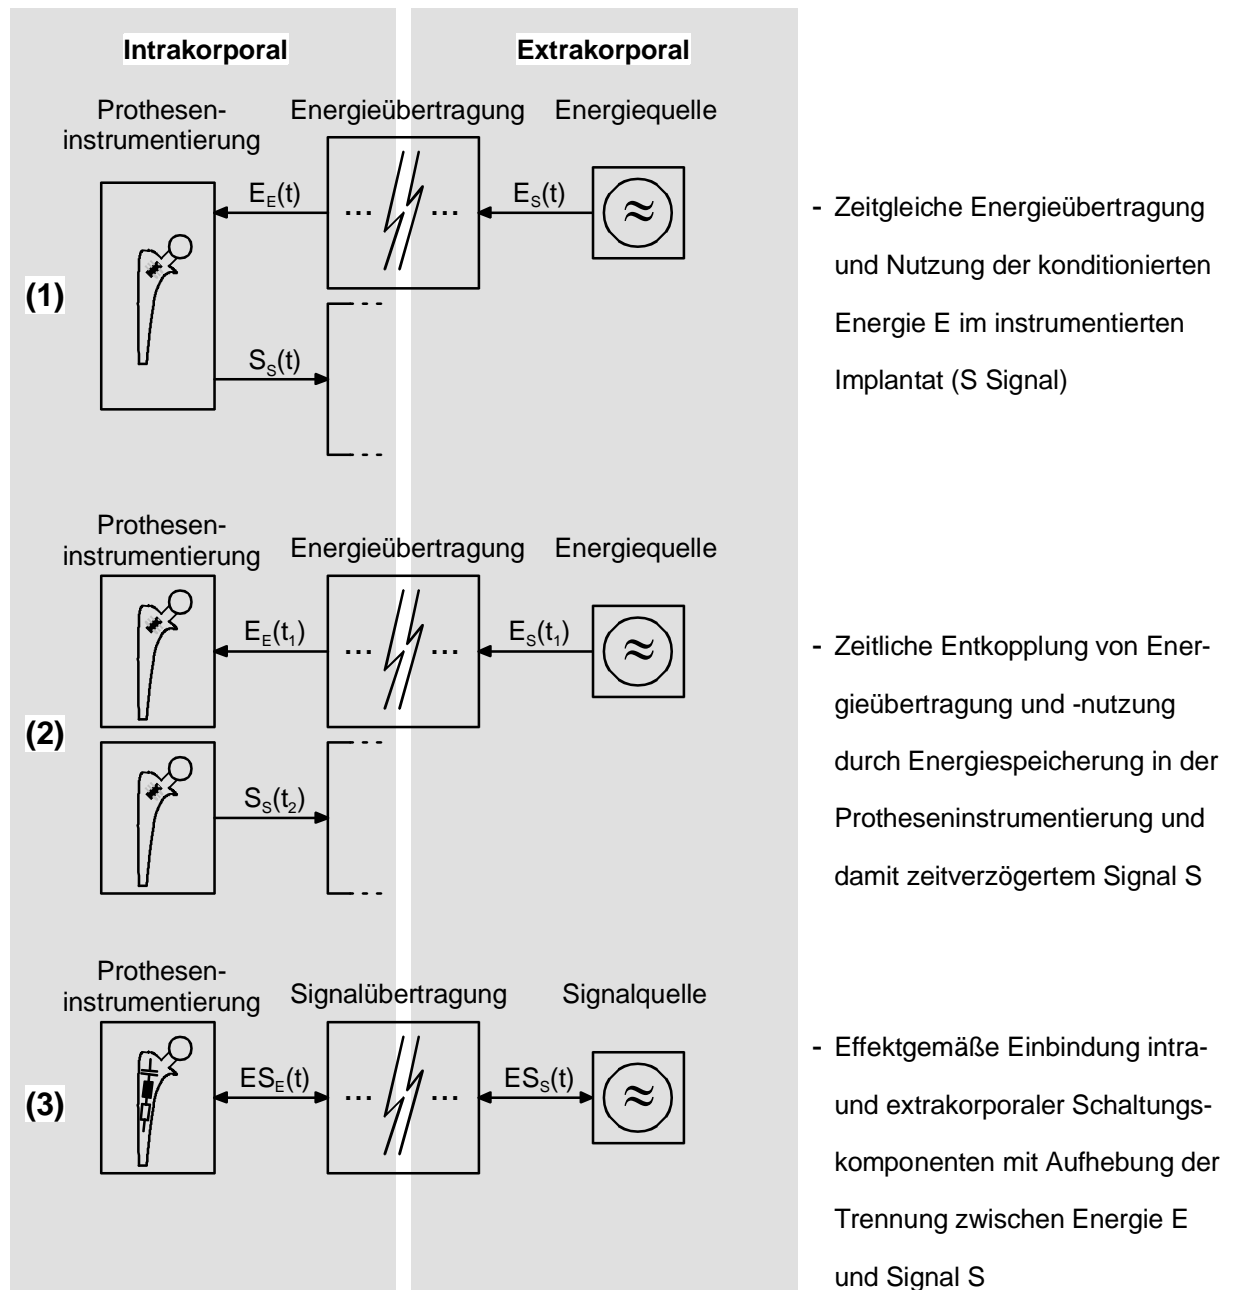 Intrakorporal
Extrakorporal
Prothesen-
instrumentierung
Energieübertragung
Energiequelle
E_E(t)
... ...
E_S(t)
≈
(1)
S_S(t)
- Zeitgleiche Energieübertragung
und Nutzung der konditionierten
Energie E im instrumentierten
Implantat (S Signal)
Prothesen-
instrumentierung
Energieübertragung
Energiequelle
E_E(t_1)
... ...
E_S(t_1)
≈
(2)
S_S(t_2)
- Zeitliche Entkopplung von Ener-
gieübertragung und -nutzung
durch Energiespeicherung in der
Protheseninstrumentierung und
damit zeitverzögertem Signal S
Prothesen-
instrumentierung
Signalübertragung
Signalquelle
(3)
ES_E(t)
... ...
ES_S(t)
≈
- Effektgemäße Einbindung intra-
und extrakorporaler Schaltungs-
komponenten mit Aufhebung der
Trennung zwischen Energie E
und Signal S